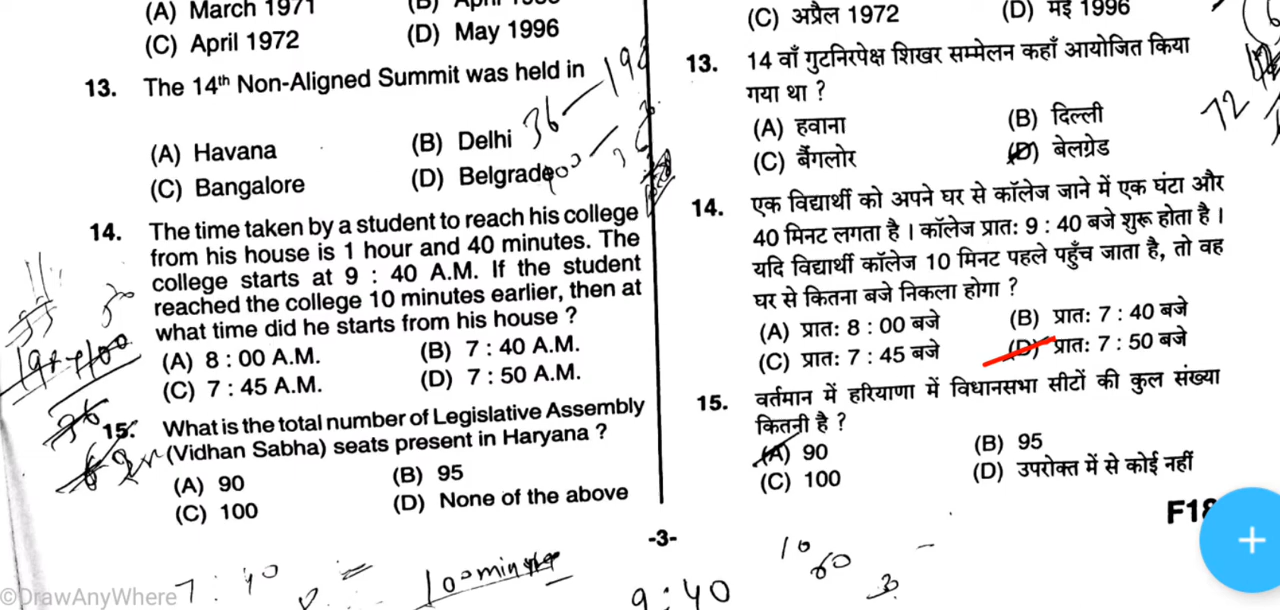 (A) March 1971
(C) April 1972
(D) May 1996
13. The 14th Non-Aligned Summit was held in
(A) Havana
(B) Delhi
(C) Bangalore
(D) Belgrade
36
198
14. The time taken by a student to reach his college
from his house is 1 hour and 40 minutes. The
college starts at 9 : 40 A.M. If the student
reached the college 10 minutes earlier, then at
what time did he starts from his house ?
(A) 8 : 00 A.M.
(B) 7 : 40 A.M.
(C) 7 : 45 A.M.
(D) 7 : 50 A.M.
15. What is the total number of Legislative Assembly
(Vidhan Sabha) seats present in Haryana ?
(A) 90
(B) 95
(C) 100
(D) None of the above
(C) अप्रैल 1972
(D) मई 1996
13. 14 वाँ गुटनिरपेक्ष शिखर सम्मेलन कहाँ आयोजित किया
गया था ?
(A) हवाना
(B) दिल्ली
(C) बैंगलोर
(D) बेलग्रेड
72
14. एक विद्यार्थी को अपने घर से कॉलेज जाने में एक घंटा और
40 मिनट लगता है । कॉलेज प्रातः 9 : 40 बजे शुरू होता है ।
यदि विद्यार्थी कॉलेज 10 मिनट पहले पहुँच जाता है, तो वह
घर से कितना बजे निकला होगा ?
(A) प्रातः 8 : 00 बजे
(B) प्रातः 7 : 40 बजे
(C) प्रातः 7 : 45 बजे
(D) प्रातः 7 : 50 बजे
15. वर्तमान में हरियाणा में विधानसभा सीटों की कुल संख्या
कितनी है ?
(A) 90
(B) 95
(C) 100
(D) उपरोक्त में से कोई नहीं
F18
-3-
7 : 40
9 : 40
10
60
©DrawAnyWhere